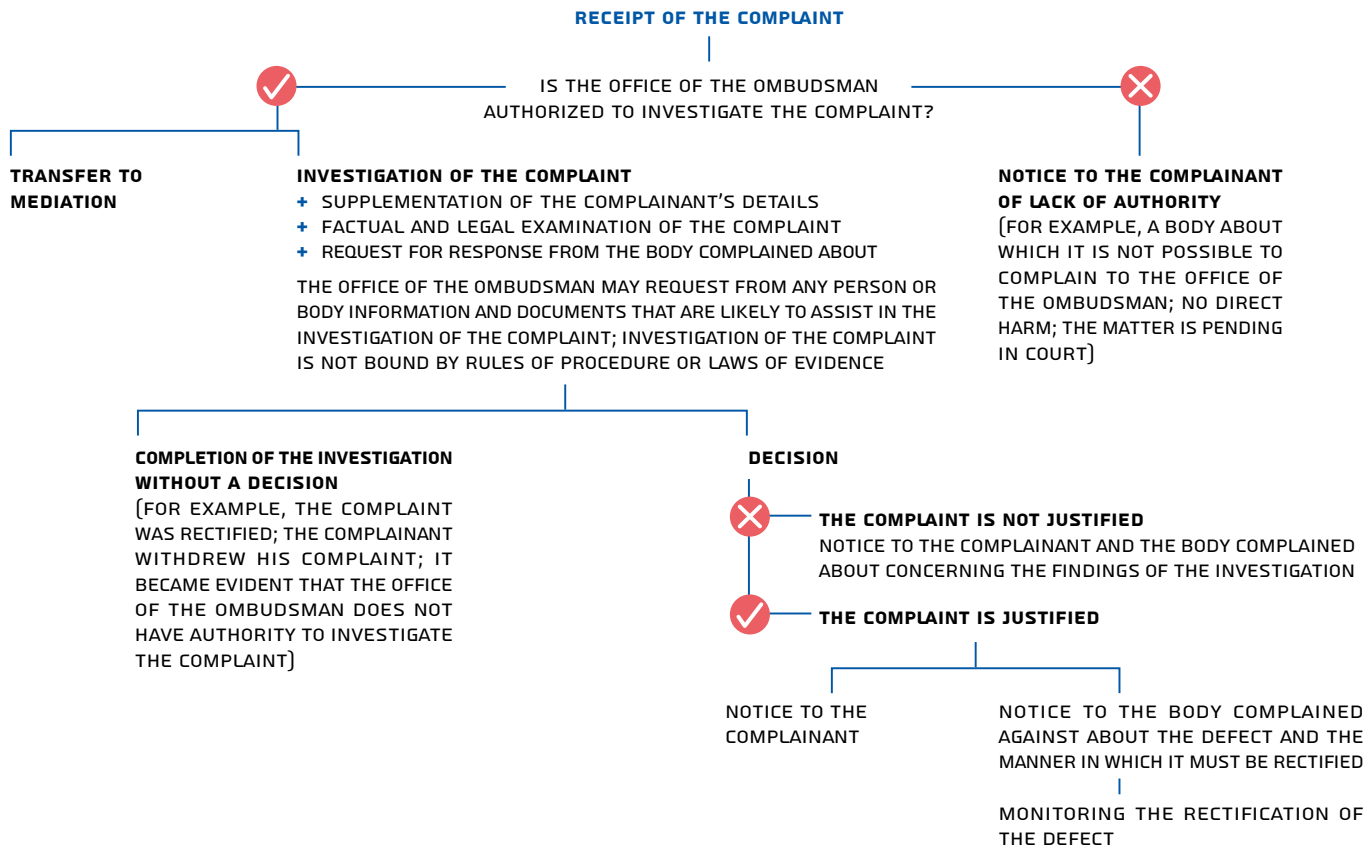 RECEIPT OF THE COMPLAINT
IS THE OFFICE OF THE OMBUDSMAN
AUTHORIZED TO INVESTIGATE THE COMPLAINT?
TRANSFER TO
MEDIATION
INVESTIGATION OF THE COMPLAINT
+ SUPPLEMENTATION OF THE COMPLAINANT'S DETAILS
+ FACTUAL AND LEGAL EXAMINATION OF THE COMPLAINT
+ REQUEST FOR RESPONSE FROM THE BODY COMPLAINED ABOUT
THE OFFICE OF THE OMBUDSMAN MAY REQUEST FROM ANY PERSON OR
BODY INFORMATION AND DOCUMENTS THAT ARE LIKELY TO ASSIST IN THE
INVESTIGATION OF THE COMPLAINT; INVESTIGATION OF THE COMPLAINT
IS NOT BOUND BY RULES OF PROCEDURE OR LAWS OF EVIDENCE
NOTICE TO THE COMPLAINANT
OF LACK OF AUTHORITY
(FOR EXAMPLE, A BODY ABOUT
WHICH IT IS NOT POSSIBLE TO
COMPLAIN TO THE OFFICE OF
THE OMBUDSMAN; NO DIRECT
HARM; THE MATTER IS PENDING
IN COURT)
COMPLETION OF THE INVESTIGATION
WITHOUT A DECISION
(FOR EXAMPLE, THE COMPLAINT
WAS RECTIFIED; THE COMPLAINANT
WITHDREW HIS COMPLAINT; IT
BECAME EVIDENT THAT THE OFFICE
OF THE OMBUDSMAN DOES NOT
HAVE AUTHORITY TO INVESTIGATE
THE COMPLAINT)
DECISION
THE COMPLAINT IS NOT JUSTIFIED
NOTICE TO THE COMPLAINANT AND THE BODY COMPLAINED
ABOUT CONCERNING THE FINDINGS OF THE INVESTIGATION
THE COMPLAINT IS JUSTIFIED
NOTICE TO THE
COMPLAINANT
NOTICE TO THE BODY COMPLAINED
AGAINST ABOUT THE DEFECT AND THE
MANNER IN WHICH IT MUST BE RECTIFIED
MONITORING THE RECTIFICATION OF
THE DEFECT